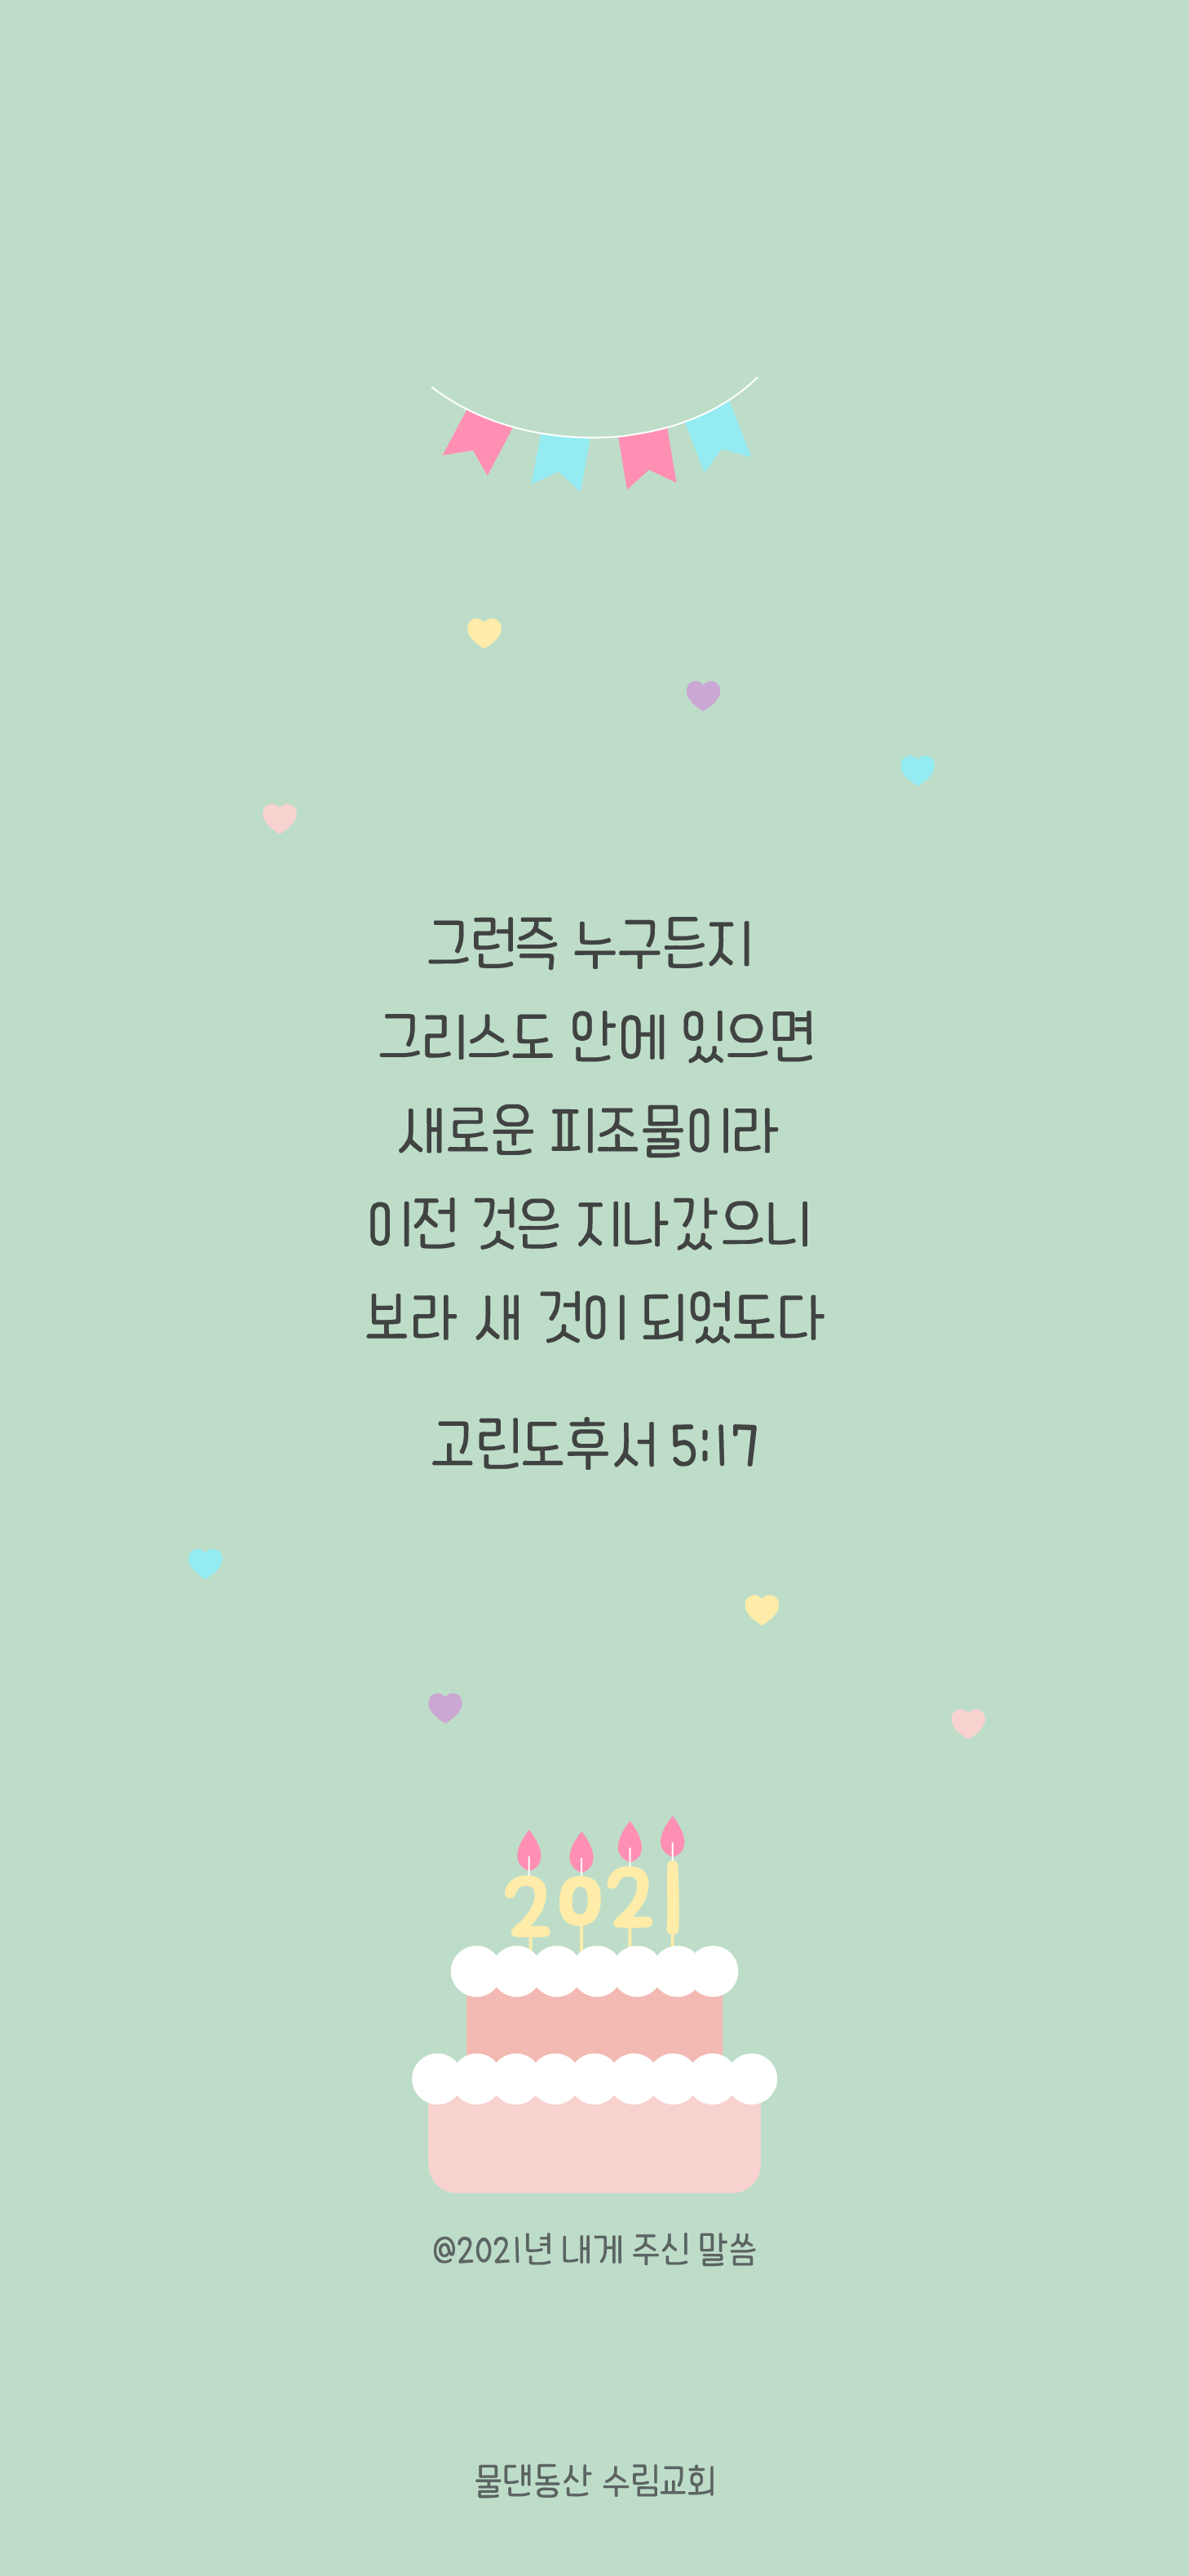 그런즉 누구든지
그리스도 안에 있으면
새로운 피조물이라
이전 것은 지나갔으니
보라 새 것이 되었도다
고린도후서 5:17
2021
@2021년 내게 주신 말씀
물댄동산 수림교회